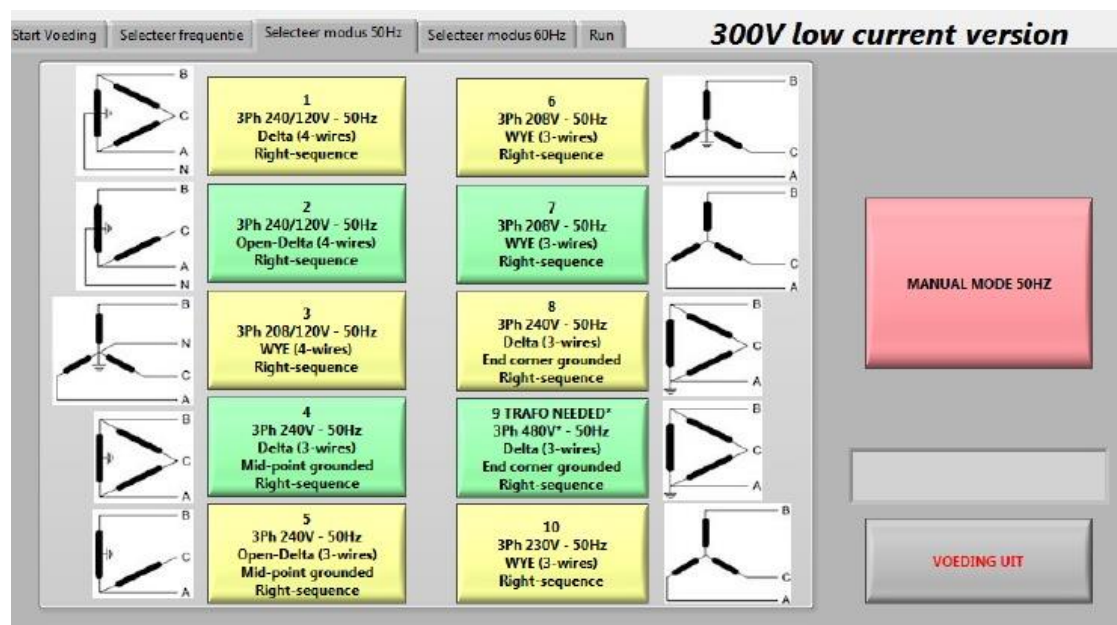 Start Voeding
Selecteer frequentie
Selecteer modus 50Hz
Selecteer modus 60Hz
Run
300V low current version
B
C
A
N
1
3Ph 240/120V - 50Hz
Delta (4-wires)
Right-sequence
6
3Ph 208V - 50Hz
WYE (3-wires)
Right-sequence
B
C
A
B
C
A
N
2
3Ph 240/120V - 50Hz
Open-Delta (4-wires)
Right-sequence
7
3Ph 208V - 50Hz
WYE (3-wires)
Right-sequence
B
C
A
MANUAL MODE 50HZ
B
N
C
A
3
3Ph 208/120V - 50Hz
WYE (4-wires)
Right-sequence
8
3Ph 240V - 50Hz
Delta (3-wires)
End corner grounded
Right-sequence
B
C
A
B
C
A
4
3Ph 240V - 50Hz
Delta (3-wires)
Mid-point grounded
Right-sequence
9 TRAFO NEEDED*
3Ph 480V* - 50Hz
Delta (3-wires)
End corner grounded
Right-sequence
B
C
A
B
C
A
5
3Ph 240V - 50Hz
Open-Delta (3-wires)
Mid-point grounded
Right-sequence
10
3Ph 230V - 50Hz
WYE (3-wires)
Right-sequence
B
C
A
VOEDING UIT